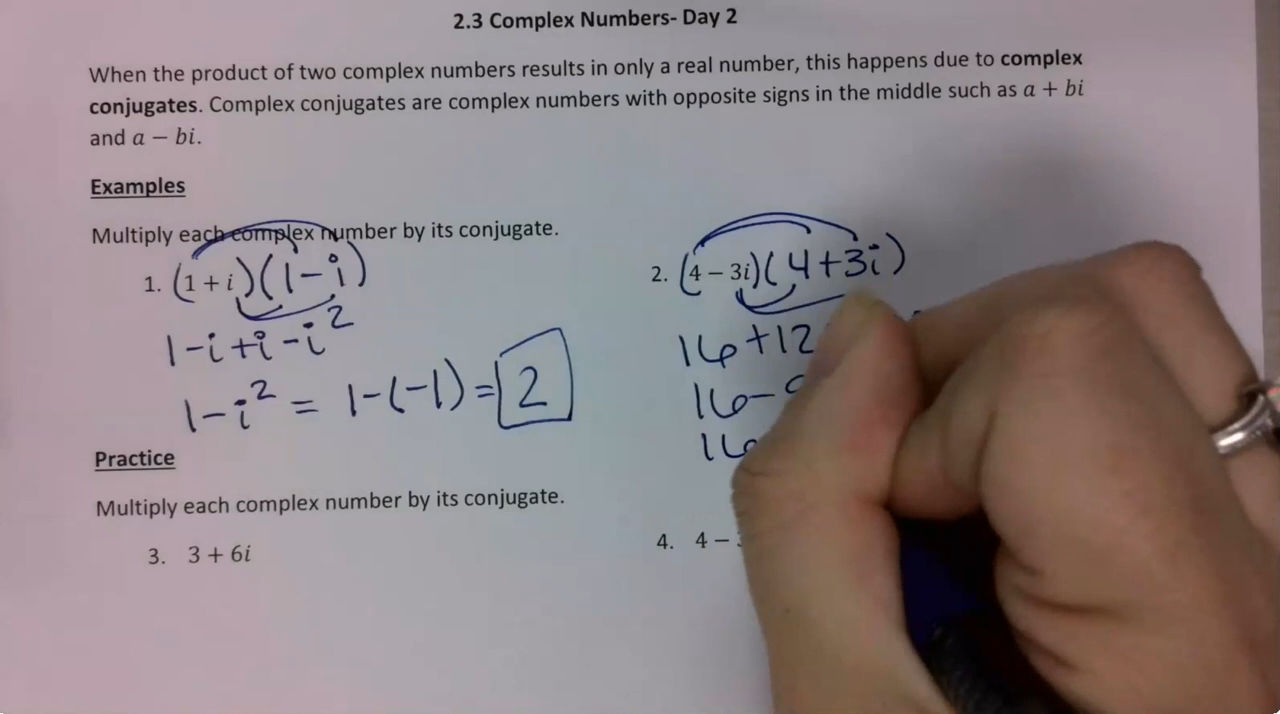 2.3 Complex Numbers- Day 2
When the product of two complex numbers results in only a real number, this happens due to complex
conjugates. Complex conjugates are complex numbers with opposite signs in the middle such as a + bi
and a − bi.
Examples
Multiply each complex number by its conjugate.
1. (1 + i)(1-i)
1-i+i-i²
1-i² = 1-(-1) = 2
2. (4 − 3i)(4+3i)
16+12
16-
16
Practice
Multiply each complex number by its conjugate.
3. 3 + 6i
4. 4 −